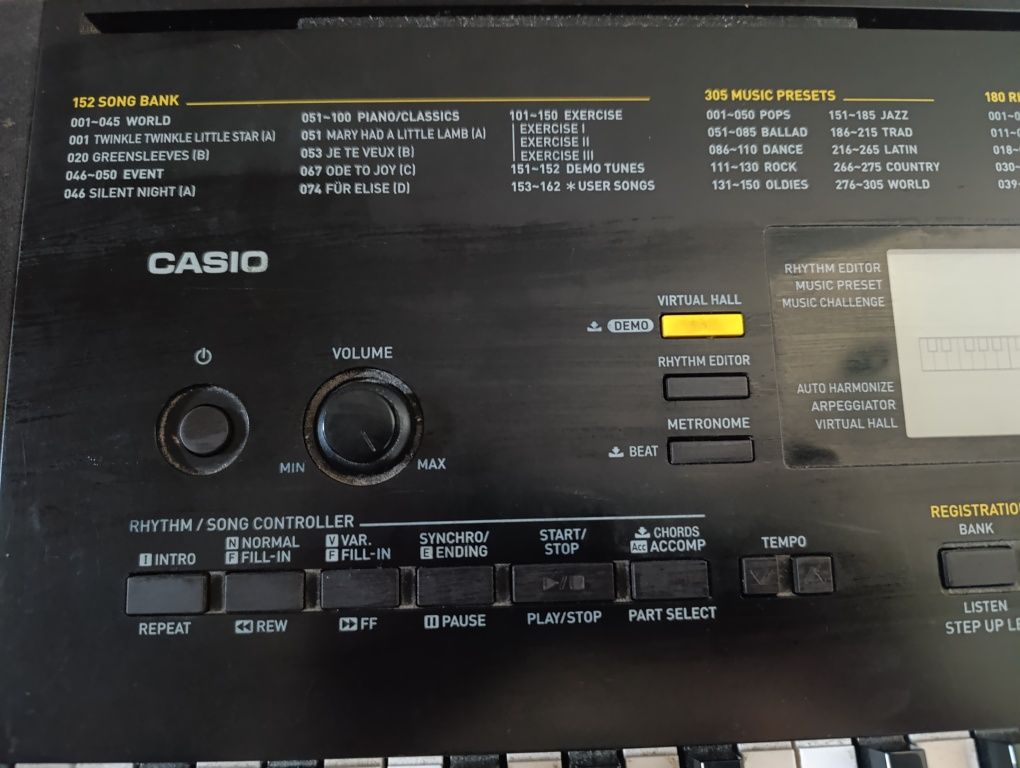 152 SONG BANK
001~045 WORLD
001 TWINKLE TWINKLE LITTLE STAR (A)
020 GREENSLEEVES (B)
046~050 EVENT
046 SILENT NIGHT (A)
051~100 PIANO/CLASSICS
051 MARY HAD A LITTLE LAMB (A)
053 JE TE VEUX (B)
067 ODE TO JOY (C)
074 FÜR ELISE (D)
101~150 EXERCISE
EXERCISE I
EXERCISE II
EXERCISE III
151~152 DEMO TUNES
153~162 *USER SONGS
305 MUSIC PRESETS
001~050 POPS
051~085 BALLAD
086~110 DANCE
111~130 ROCK
131~150 OLDIES
151~185 JAZZ
186~215 TRAD
216~265 LATIN
266~275 COUNTRY
276~305 WORLD
180
CASIO
VOLUME
MIN
MAX
VIRTUAL HALL
DEMO
RHYTHM EDITOR
METRONOME
BEAT
RHYTHM EDITOR
MUSIC PRESET
MUSIC CHALLENGE
AUTO HARMONIZE
ARPEGGIATOR
VIRTUAL HALL
RHYTHM / SONG CONTROLLER
I INTRO
N NORMAL
F FILL-IN
V VAR.
F FILL-IN
SYNCHRO/
E ENDING
START/
STOP
CHORDS
Acc ACCOMP
TEMPO
REPEAT
REW
FF
PAUSE
PLAY/STOP
PART SELECT
REGISTRATIO
BANK
LISTEN
STEP UP LE